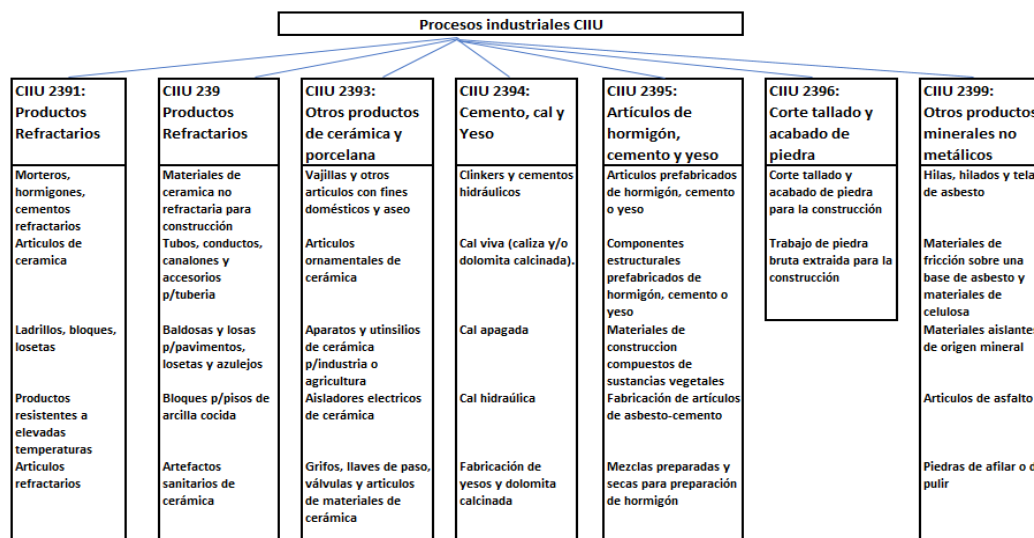 Procesos industriales CIIU
CIIU 2391:
Productos
Refractarios
Morteros,
hormigones,
cementos
refractarios
Articulos de
ceramica
Ladrillos, bloques,
losetas
Productos
resistentes a
elevadas
temperaturas
Articulos
refractarios
CIIU 239
Productos
Refractarios
Materiales de
ceramica no
refractaria para
construcción
Tubos, conductos,
canalones y
accesorios
p/tuberia
Baldosas y losas
p/pavimentos,
losetas y azulejos
Bloques p/pisos de
arcilla cocida
Artefactos
sanitarios de
cerámica
CIIU 2393:
Otros productos
de cerámica y
porcelana
Vajillas y otros
articulos con fines
domésticos y aseo
Articulos
ornamentales de
cerámica
Aparatos y utinsilios
de cerámica
p/industria o
agricultura
Aisladores electricos
de cerámica
Grifos, llaves de paso,
válvulas y articulos
de materiales de
cerámica
CIIU 2394:
Cemento, cal y
Yeso
Clinkers y cementos
hidráulicos
Cal viva (caliza y/o
dolomita calcinada).
Cal apagada
Cal hidraúlica
Fabricación de
yesos y dolomita
calcinada
CIIU 2395:
Artículos de
hormigón,
cemento y yeso
Articulos prefabricados
de hormigón, cemento
o yeso
Componentes
estructurales
prefabricados de
hormigón, cemento o
yeso
Materiales de
construccion
compuestos de
sustancias vegetales
Fabricación de artículos
de asbesto-cemento
Mezclas preparadas y
secas para preparación
de hormigón
CIIU 2396:
Corte tallado y
acabado de
piedra
Corte tallado y
acabado de piedra
para la construcción
Trabajo de piedra
bruta extraida para la
construcción
CIIU 2399:
Otros productos
minerales no
metálicos
Hilas, hilados y tela
de asbesto
Materiales de
fricción sobre una
base de asbesto y
materiales de
celulosa
Materiales aislantes
de origen mineral
Articulos de asfalto
Piedras de afilar o d
pulir